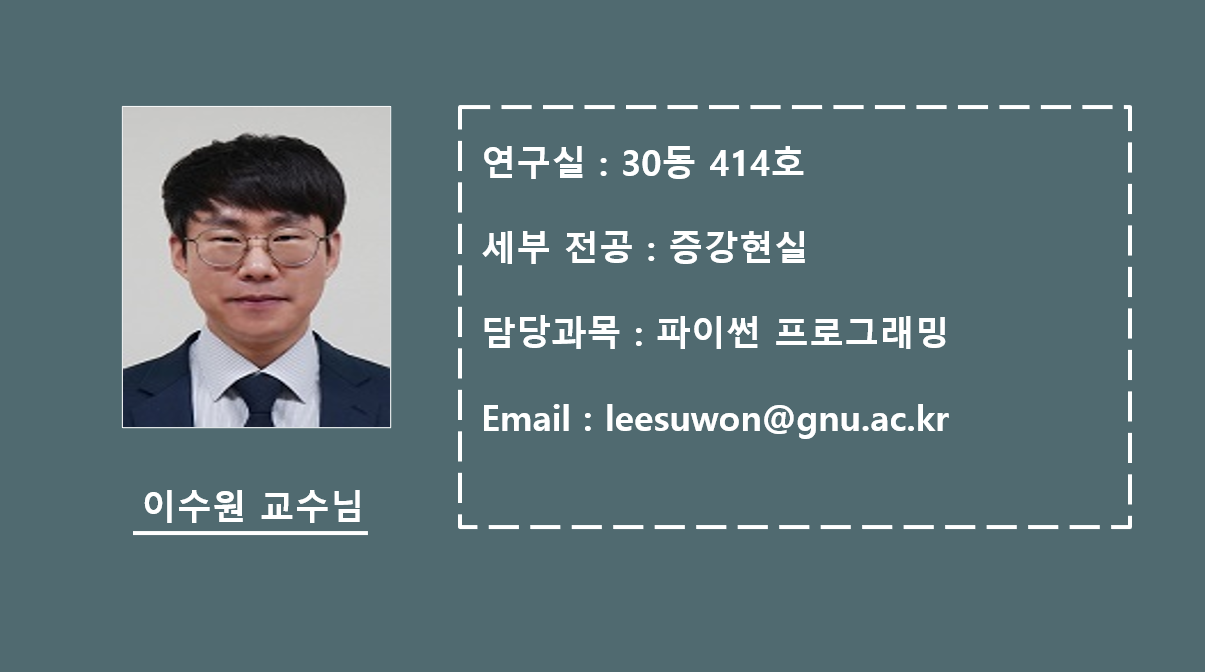 연구실 : 30동 414호
세부 전공 : 증강현실
담당과목 : 파이썬 프로그래밍
Email : leesuwon@gnu.ac.kr
이수원 교수님